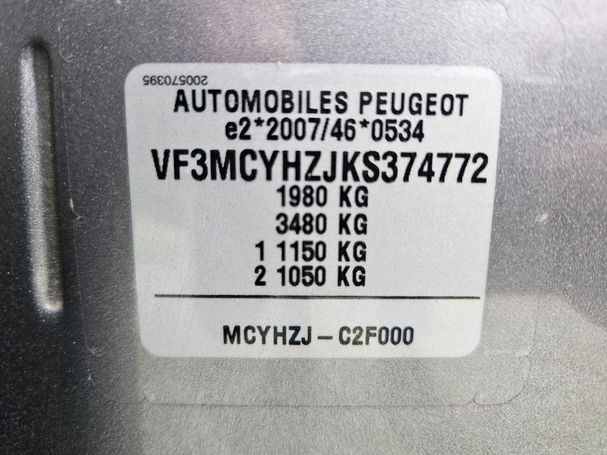 200570395
AUTOMOBILES PEUGEOT
e2*2007/46*0534
VF3MCYHZJKS374772
1980 KG
3480 KG
1 1150 KG
2 1050 KG
MCYHZJ – C2F000